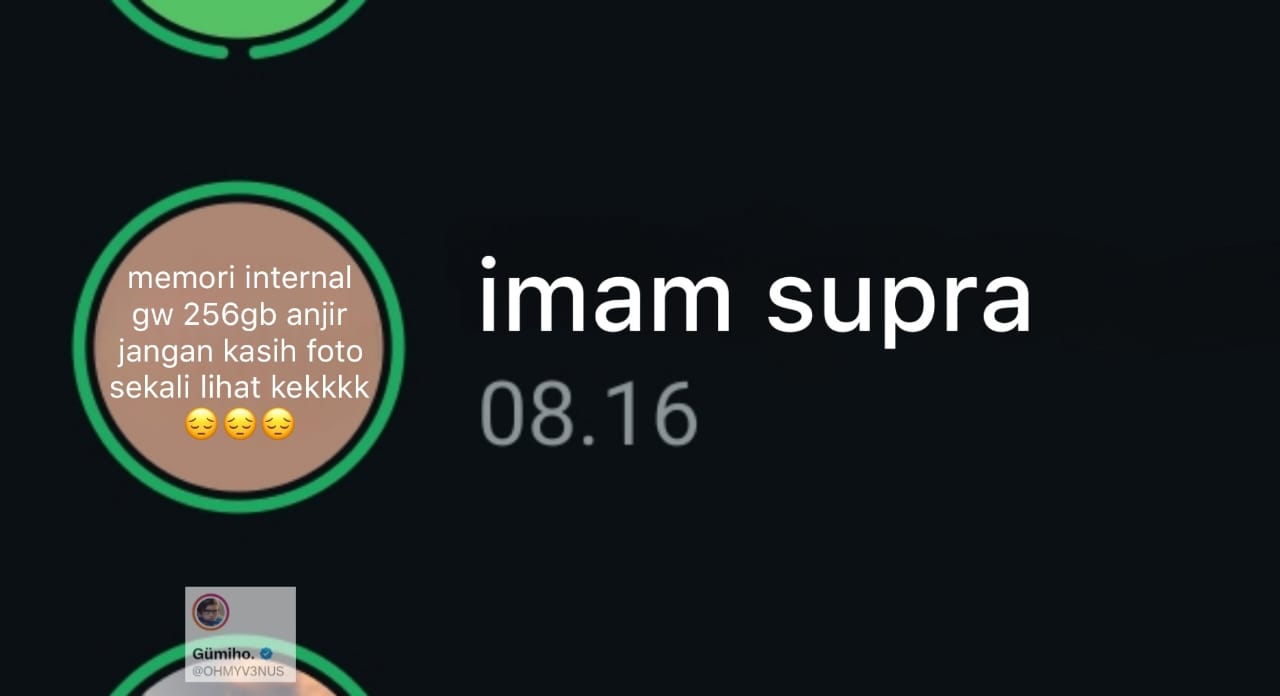 memori internal
gw 256gb anjir
jangan kasih foto
sekali lihat kekkkk
😔😔😔
imam supra
08.16
Gümiho.
@OHMYV3NUS